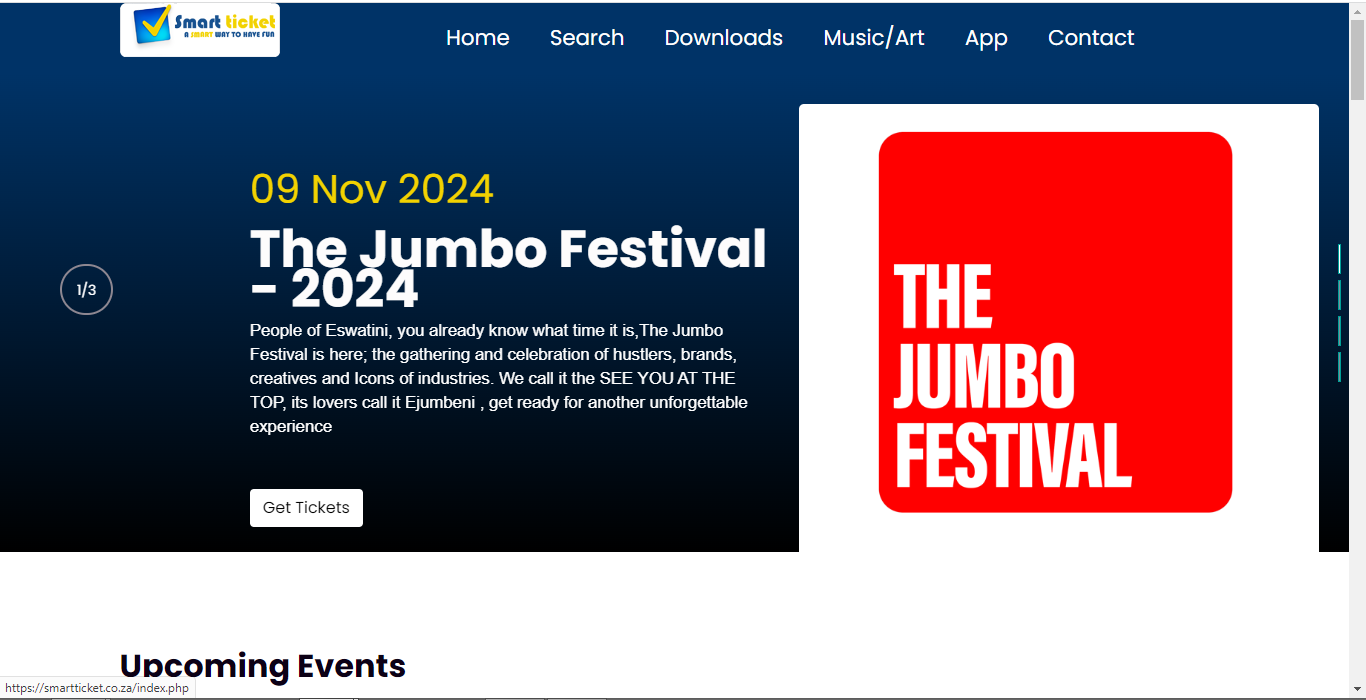 Smart ticket
A SMART WAY TO HAVE FUN
Home
Search
Downloads
Music/Art
App
Contact
09 Nov 2024
The Jumbo Festival
– 2024
1/3
People of Eswatini, you already know what time it is,The Jumbo
Festival is here; the gathering and celebration of hustlers, brands,
creatives and Icons of industries. We call it the SEE YOU AT THE
TOP, its lovers call it Ejumbeni , get ready for another unforgettable
experience
Get Tickets
THE
JUMBO
FESTIVAL
Upcoming Events
https://smartticket.co.za/index.php